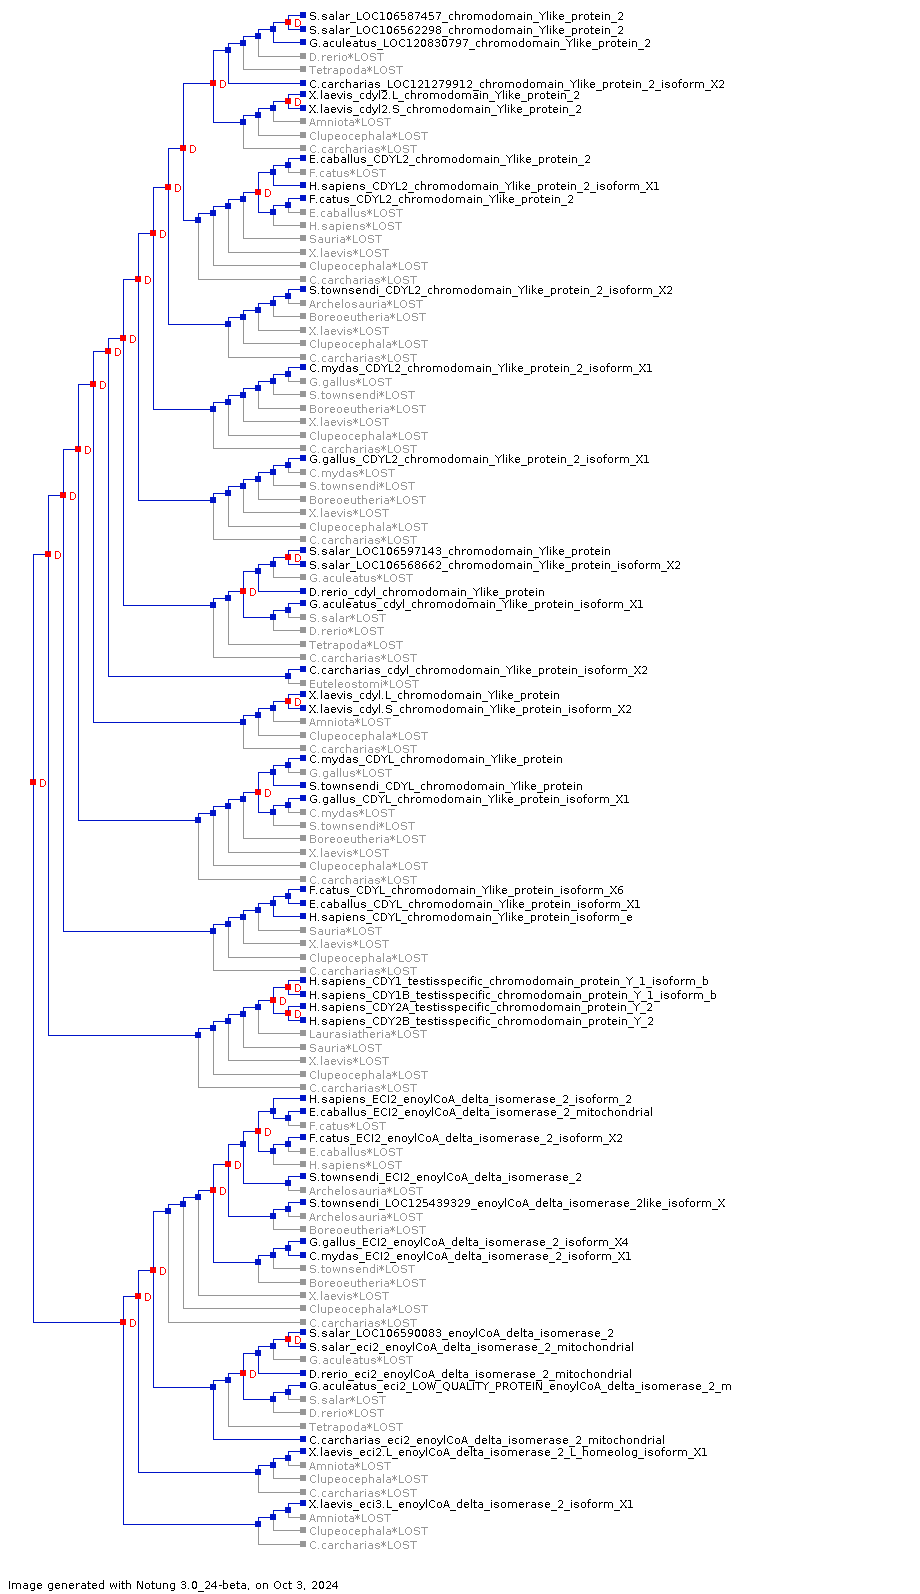 S.salar_LOC106587457_chromodomain_Ylike_protein_2
D
S.salar_LOC106562298_chromodomain_Ylike_protein_2
G.aculeatus_LOC120830797_chromodomain_Ylike_protein_2
D.rerio*LOST
Tetrapoda*LOST
D
C.carcharias_LOC121279912_chromodomain_Ylike_protein_2_isoform_X2
X.laevis_cdyl2.L_chromodomain_Ylike_protein_2
D
X.laevis_cdyl2.S_chromodomain_Ylike_protein_2
Amniota*LOST
Clupeocephala*LOST
D
C.carcharias*LOST
E.caballus_CDYL2_chromodomain_Ylike_protein_2
F.catus*LOST
D
H.sapiens_CDYL2_chromodomain_Ylike_protein_2_isoform_X1
D
F.catus_CDYL2_chromodomain_Ylike_protein_2
E.caballus*LOST
H.sapiens*LOST
D
Sauria*LOST
X.laevis*LOST
Clupeocephala*LOST
D
C.carcharias*LOST
S.townsendi_CDYL2_chromodomain_Ylike_protein_2_isoform_X2
Archelosauria*LOST
Boreoeutheria*LOST
X.laevis*LOST
D
Clupeocephala*LOST
D
C.carcharias*LOST
C.mydas_CDYL2_chromodomain_Ylike_protein_2_isoform_X1
G.gallus*LOST
D
S.townsendi*LOST
Boreoeutheria*LOST
X.laevis*LOST
Clupeocephala*LOST
D
C.carcharias*LOST
G.gallus_CDYL2_chromodomain_Ylike_protein_2_isoform_X1
C.mydas*LOST
S.townsendi*LOST
D
Boreoeutheria*LOST
X.laevis*LOST
Clupeocephala*LOST
C.carcharias*LOST
S.salar_LOC106597143_chromodomain_Ylike_protein
D
D
S.salar_LOC106568662_chromodomain_Ylike_protein_isoform_X2
G.aculeatus*LOST
D
D.rerio_cdyl_chromodomain_Ylike_protein
G.aculeatus_cdyl_chromodomain_Ylike_protein_isoform_X1
S.salar*LOST
D.rerio*LOST
Tetrapoda*LOST
C.carcharias*LOST
C.carcharias_cdyl_chromodomain_Ylike_protein_isoform_X2
Euteleostomi*LOST
X.laevis_cdyl.L_chromodomain_Ylike_protein
D
X.laevis_cdyl.S_chromodomain_Ylike_protein_isoform_X2
Amniota*LOST
Clupeocephala*LOST
C.carcharias*LOST
C.mydas_CDYL_chromodomain_Ylike_protein
G.gallus*LOST
D
S.townsendi_CDYL_chromodomain_Ylike_protein
D
G.gallus_CDYL_chromodomain_Ylike_protein_isoform_X1
C.mydas*LOST
S.townsendi*LOST
Boreoeutheria*LOST
X.laevis*LOST
Clupeocephala*LOST
C.carcharias*LOST
F.catus_CDYL_chromodomain_Ylike_protein_isoform_X6
E.caballus_CDYL_chromodomain_Ylike_protein_isoform_X1
H.sapiens_CDYL_chromodomain_Ylike_protein_isoform_e
Sauria*LOST
X.laevis*LOST
Clupeocephala*LOST
C.carcharias*LOST
H.sapiens_CDY1_testisspecific_chromodomain_protein_Y_1_isoform_b
D
H.sapiens_CDY1B_testisspecific_chromodomain_protein_Y_1_isoform_b
D
H.sapiens_CDY2A_testisspecific_chromodomain_protein_Y_2
D
H.sapiens_CDY2B_testisspecific_chromodomain_protein_Y_2
Laurasiatheria*LOST
Sauria*LOST
X.laevis*LOST
Clupeocephala*LOST
C.carcharias*LOST
H.sapiens_ECI2_enoylCoA_delta_isomerase_2_isoform_2
E.caballus_ECI2_enoylCoA_delta_isomerase_2_mitochondrial
F.catus*LOST
D
F.catus_ECI2_enoylCoA_delta_isomerase_2_isoform_X2
E.caballus*LOST
H.sapiens*LOST
D
S.townsendi_ECI2_enoylCoA_delta_isomerase_2
D
Archelosauria*LOST
S.townsendi_LOC125439329_enoylCoA_delta_isomerase_2like_isoform_X
Archelosauria*LOST
Boreoeutheria*LOST
G.gallus_ECI2_enoylCoA_delta_isomerase_2_isoform_X4
C.mydas_ECI2_enoylCoA_delta_isomerase_2_isoform_X1
D
S.townsendi*LOST
Boreoeutheria*LOST
D
X.laevis*LOST
Clupeocephala*LOST
D
C.carcharias*LOST
S.salar_LOC106590083_enoylCoA_delta_isomerase_2
D
S.salar_eci2_enoylCoA_delta_isomerase_2_mitochondrial
G.aculeatus*LOST
D
D.rerio_eci2_enoylCoA_delta_isomerase_2_mitochondrial
G.aculeatus_eci2_LOW_QUALITY_PROTEIN_enoylCoA_delta_isomerase_2_m
S.salar*LOST
D.rerio*LOST
Tetrapoda*LOST
C.carcharias_eci2_enoylCoA_delta_isomerase_2_mitochondrial
X.laevis_eci2.L_enoylCoA_delta_isomerase_2_L_homeolog_isoform_X1
Amniota*LOST
Clupeocephala*LOST
C.carcharias*LOST
X.laevis_eci3.L_enoylCoA_delta_isomerase_2_isoform_X1
Amniota*LOST
Clupeocephala*LOST
C.carcharias*LOST
Image generated with Notung 3.0_24-beta, on Oct 3, 2024